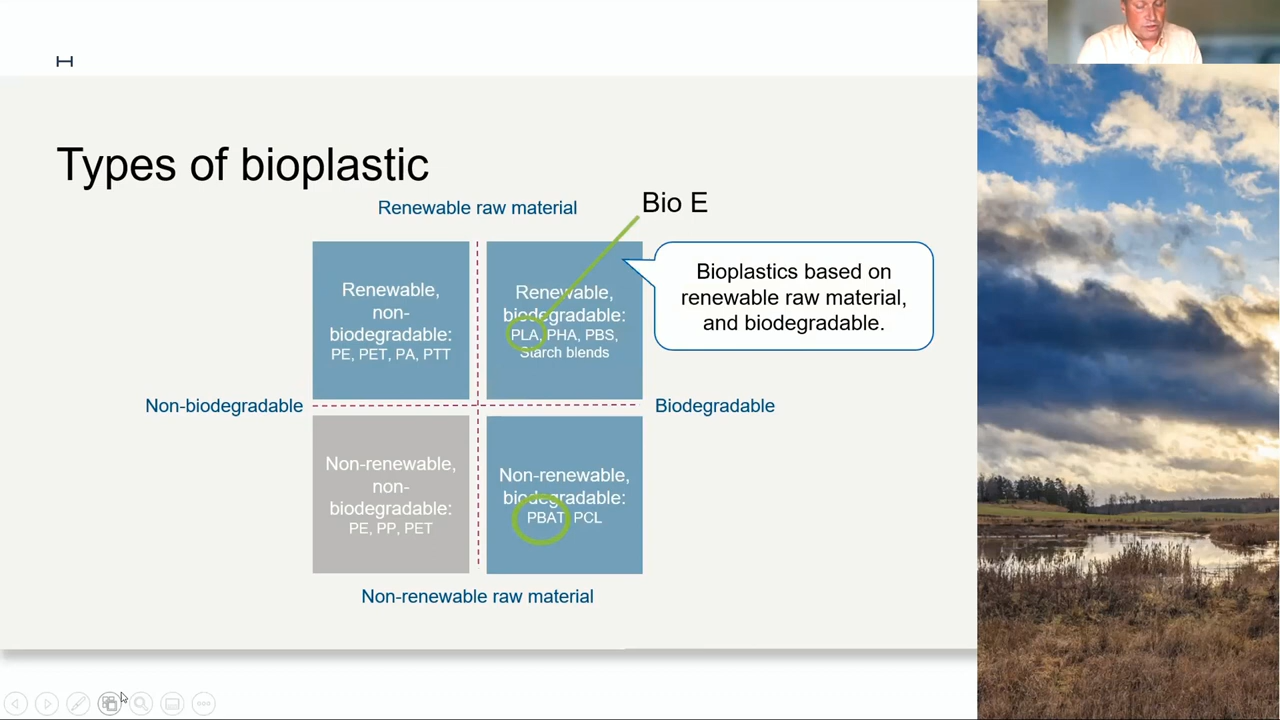 Types of bioplastic
Renewable raw material
Bio E
Renewable,
non-
biodegradable:
PE, PET, PA, PTT
Renewable,
biodegradable:
PLA, PHA, PBS,
Starch blends
Bioplastics based on
renewable raw material,
and biodegradable.
Non-biodegradable
Biodegradable
Non-renewable,
non-
biodegradable:
PE, PP, PET
Non-renewable,
biodegradable:
PBAT, PCL
Non-renewable raw material